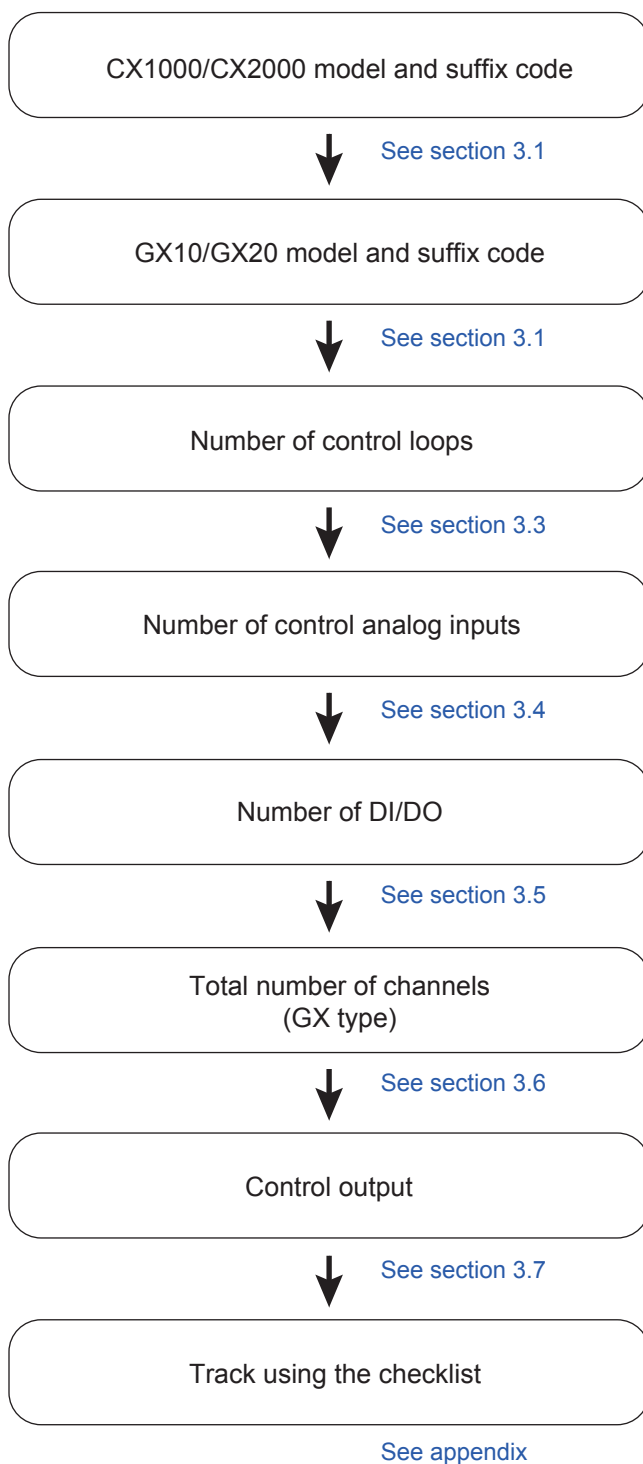 CX1000/CX2000 model and suffix code
See section 3.1
GX10/GX20 model and suffix code
See section 3.1
Number of control loops
See section 3.3
Number of control analog inputs
See section 3.4
Number of DI/DO
See section 3.5
Total number of channels
(GX type)
See section 3.6
Control output
See section 3.7
Track using the checklist
See appendix